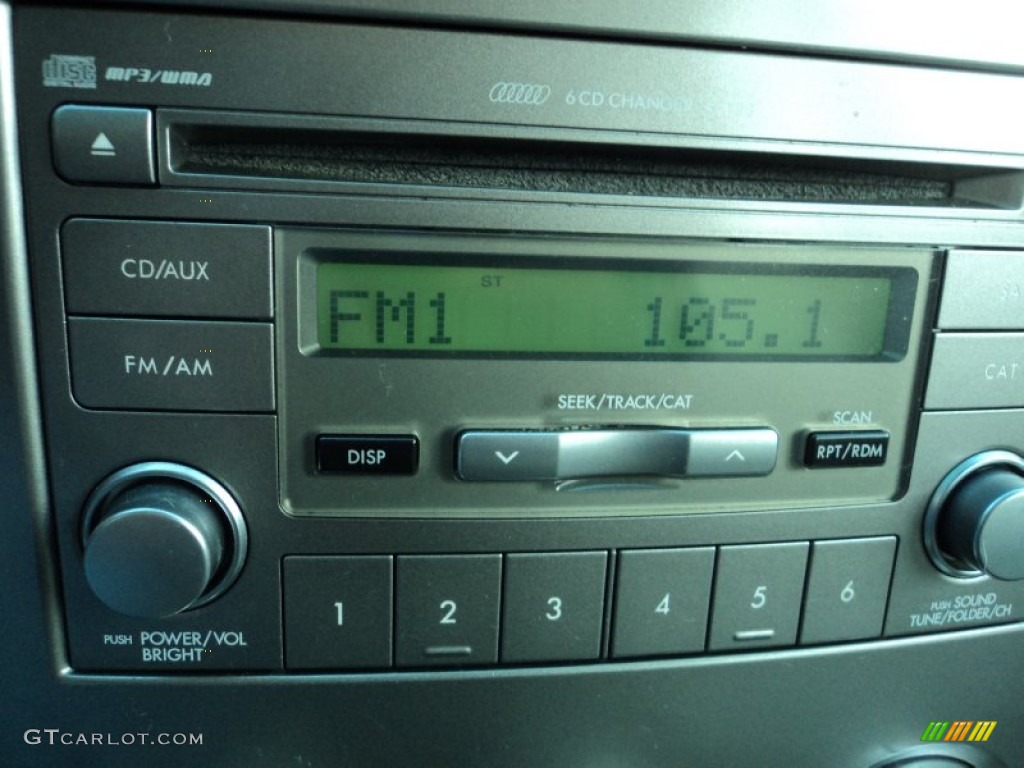 disc MP3/WMA
6 CD CHANGER
CD/AUX
FM/AM
ST
FM1 105.1
SEEK/TRACK/CAT
DISP
SCAN
RPT/RDM
CAT
1 2 3 4 5 6
PUSH POWER/VOL
BRIGHT
PUSH SOUND
TUNE/FOLDER/CH
GTCARLOT.COM